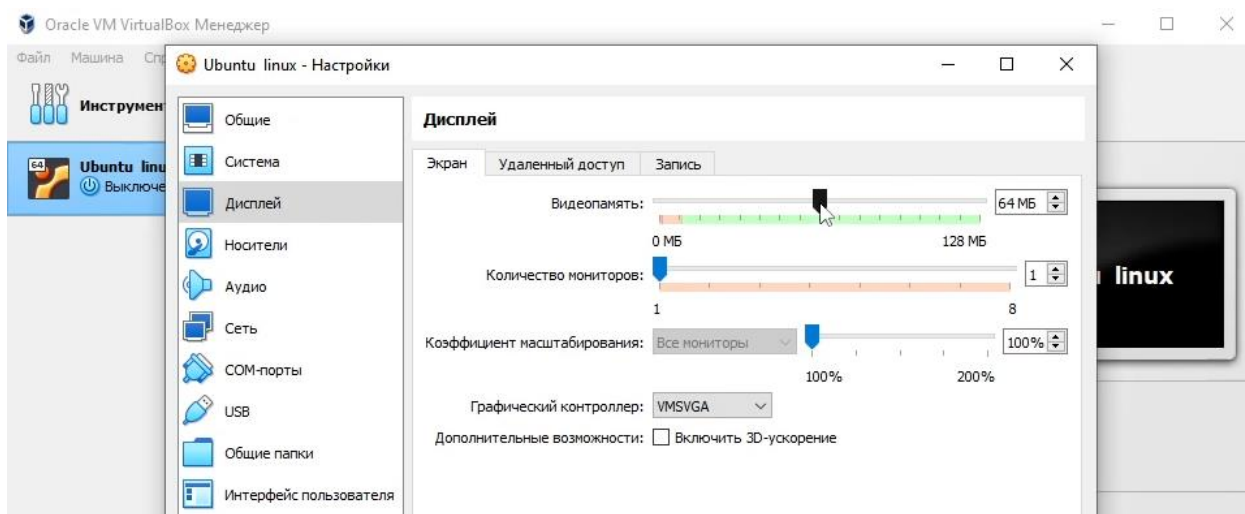 Oracle VM VirtualBox Менеджер
Файл Машина Спр
Ubuntu linux - Настройки
Инструмен
64
Ubuntu linu
Выключе
Общие
Система
Дисплей
Носители
Аудио
Сеть
COM-порты
USB
Общие папки
Интерфейс пользователя
Дисплей
Экран Удаленный доступ Запись
Видеопамять: 64 МБ
0 МБ 128 МБ
Количество мониторов: 1
1 8
Коэффициент масштабирования: Все мониторы 100%
100% 200%
Графический контроллер: VMSVGA
Дополнительные возможности: Включить 3D-ускорение
linux